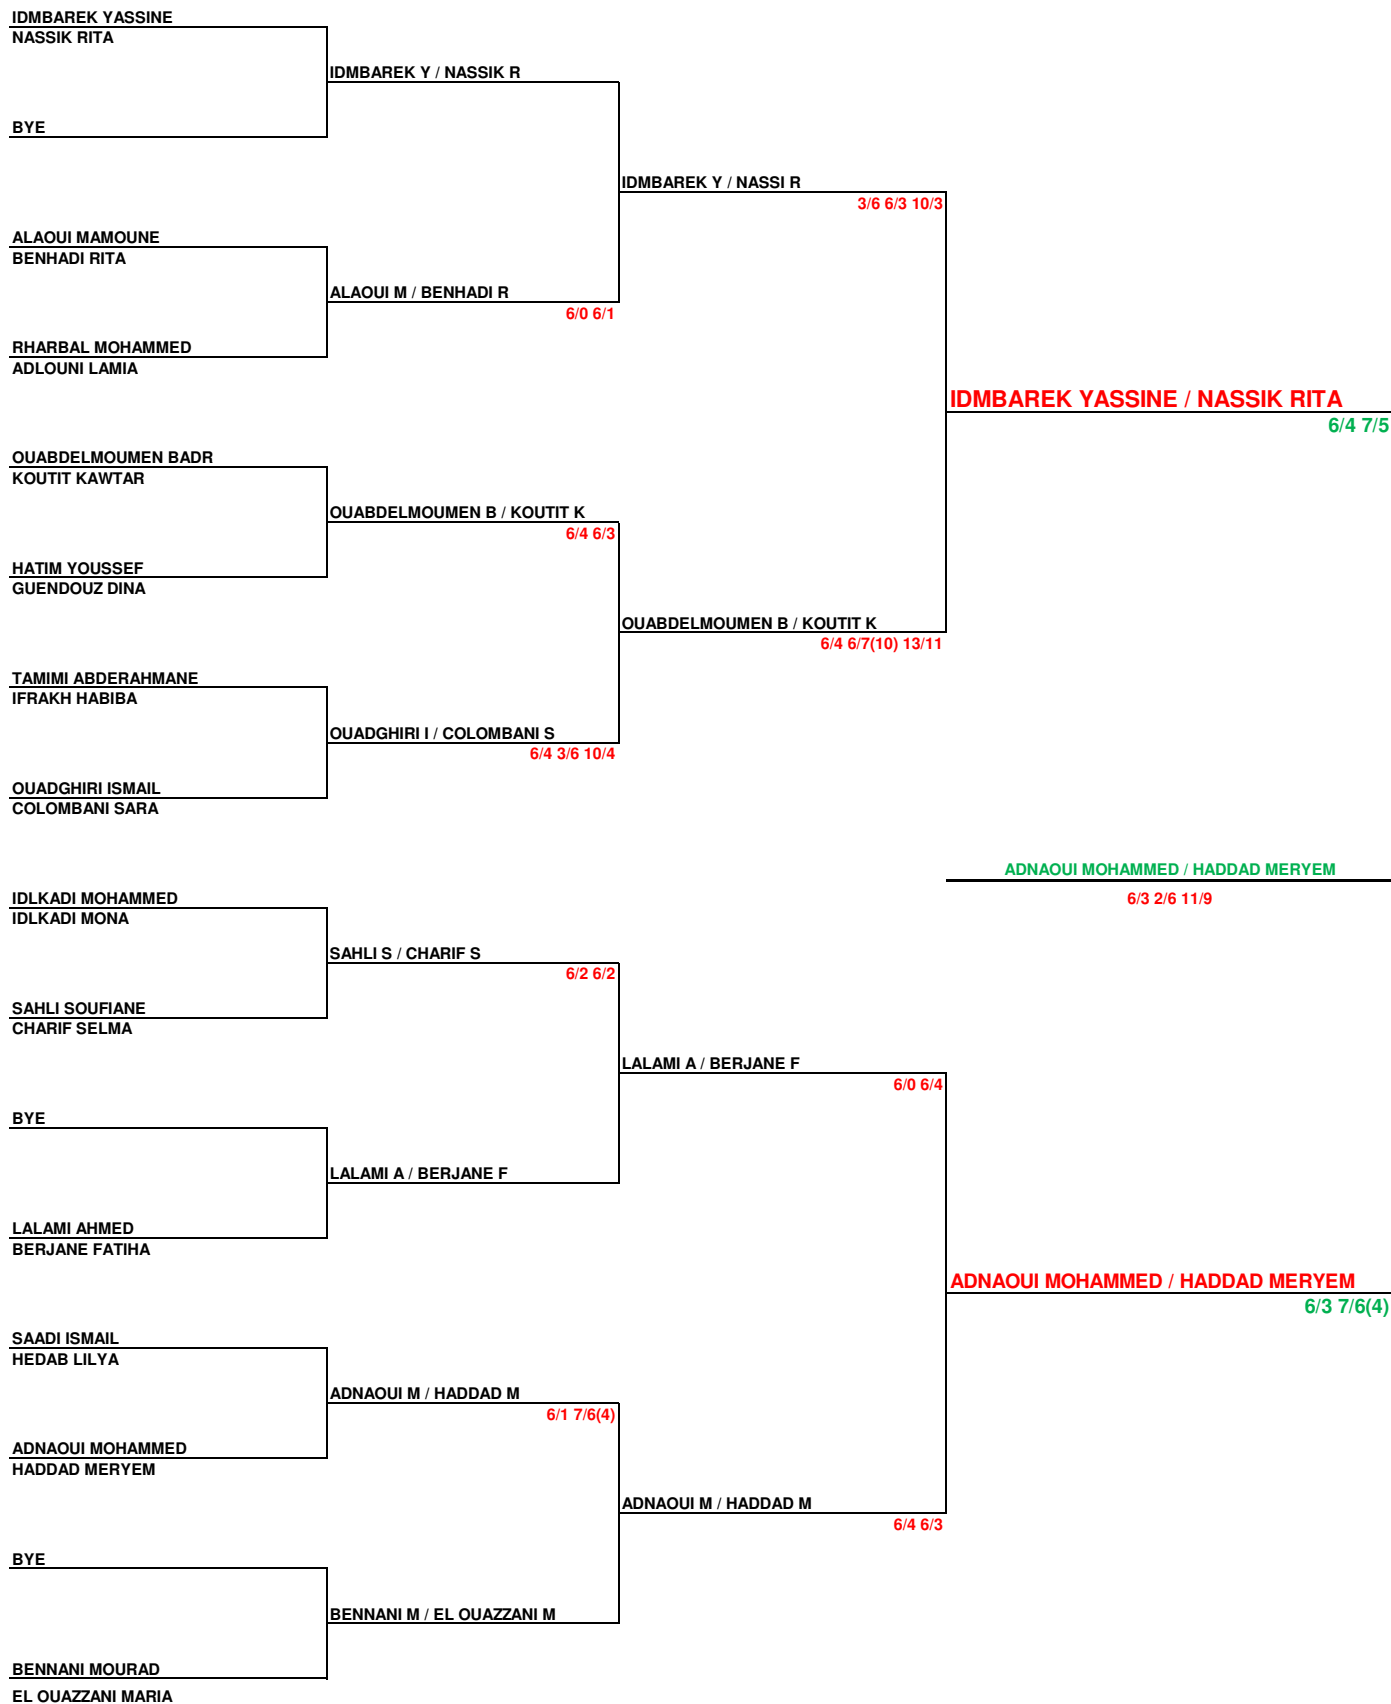 IDMBAREK YASSINE
NASSIK RITA
IDMBAREK Y / NASSIK R
BYE
IDMBAREK Y / NASSI R
3/6 6/3 10/3
ALAOUI MAMOUNE
BENHADI RITA
ALAOUI M / BENHADI R
6/0 6/1
RHARBAL MOHAMMED
ADLOUNI LAMIA
IDMBAREK YASSINE / NASSIK RITA
6/4 7/5
OUABDELMOUMEN BADR
KOUTIT KAWTAR
OUABDELMOUMEN B / KOUTIT K
6/4 6/3
HATIM YOUSSEF
GUENDOUZ DINA
OUABDELMOUMEN B / KOUTIT K
6/4 6/7(10) 13/11
TAMIMI ABDERAHMANE
IFRAKH HABIBA
OUADGHIRI I / COLOMBANI S
6/4 3/6 10/4
OUADGHIRI ISMAIL
COLOMBANI SARA
ADNAOUI MOHAMMED / HADDAD MERYEM
6/3 2/6 11/9
IDLKADI MOHAMMED
IDLKADI MONA
SAHLI S / CHARIF S
6/2 6/2
SAHLI SOUFIANE
CHARIF SELMA
LALAMI A / BERJANE F
6/0 6/4
BYE
LALAMI A / BERJANE F
LALAMI AHMED
BERJANE FATIHA
ADNAOUI MOHAMMED / HADDAD MERYEM
6/3 7/6(4)
SAADI ISMAIL
HEDAB LILYA
ADNAOUI M / HADDAD M
6/1 7/6(4)
ADNAOUI MOHAMMED
HADDAD MERYEM
ADNAOUI M / HADDAD M
6/4 6/3
BYE
BENNANI M / EL OUAZZANI M
BENNANI MOURAD
EL OUAZZANI MARIA